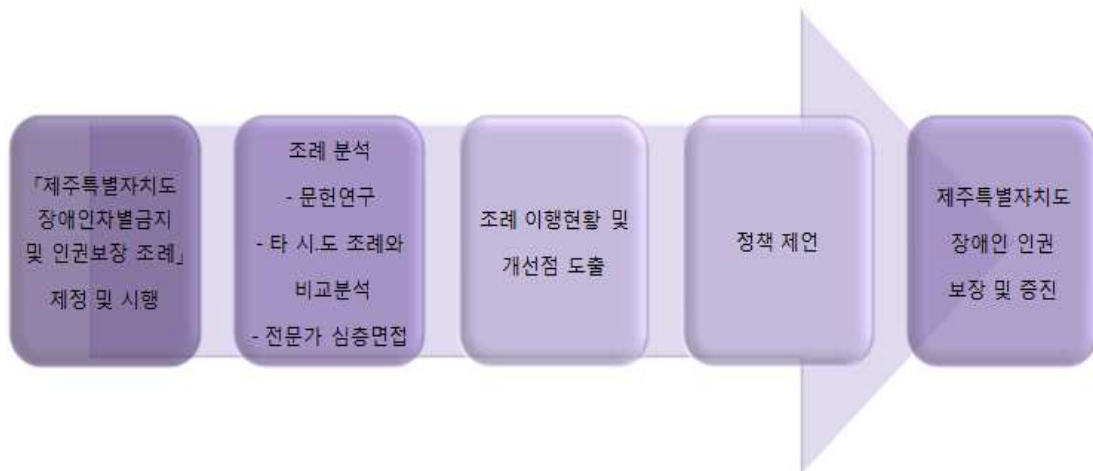 「제주특별자치도
장애인차별금지
및 인권보장 조례」
제정 및 시행
조례 분석
- 문헌연구
- 타 시.도 조례와
비교분석
- 전문가 심층면접
조례 이행현황 및
개선점 도출
정책 제언
제주특별자치도
장애인 인권
보장 및 증진